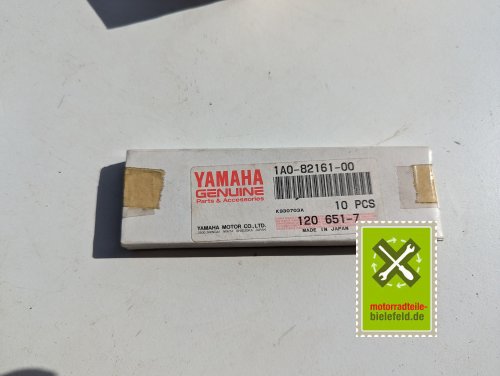 YAMAHA
GENUINE
Parts & Accessories
1A0-82161-00
10 PCS
K930703A
120 651-7
MADE IN JAPAN
YAMAHA MOTOR CO.,LTD.
motorradteile-
bielefeld.de